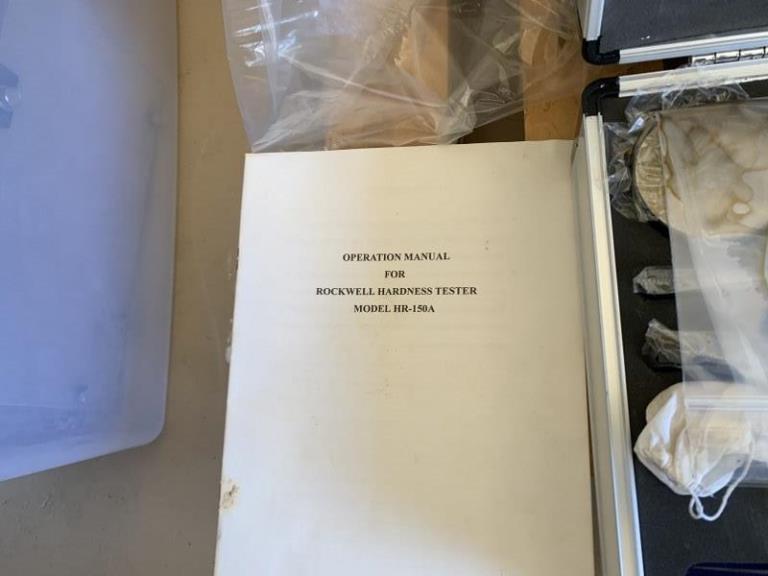 OPERATION MANUAL
FOR
ROCKWELL HARDNESS TESTER
MODEL HR-150A